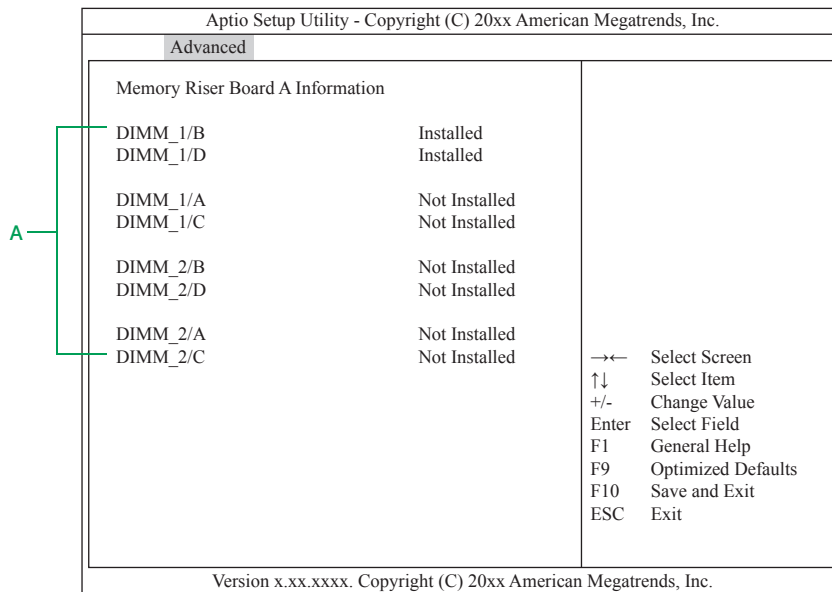 Aptio Setup Utility - Copyright (C) 20xx American Megatrends, Inc.
Advanced
Memory Riser Board A Information
DIMM_1/B Installed
DIMM_1/D Installed
DIMM_1/A Not Installed
DIMM_1/C Not Installed
A
DIMM_2/B Not Installed
DIMM_2/D Not Installed
DIMM_2/A Not Installed
DIMM_2/C Not Installed
→← Select Screen
↑↓ Select Item
+/- Change Value
Enter Select Field
F1 General Help
F9 Optimized Defaults
F10 Save and Exit
ESC Exit
Version x.xx.xxxx. Copyright (C) 20xx American Megatrends, Inc.